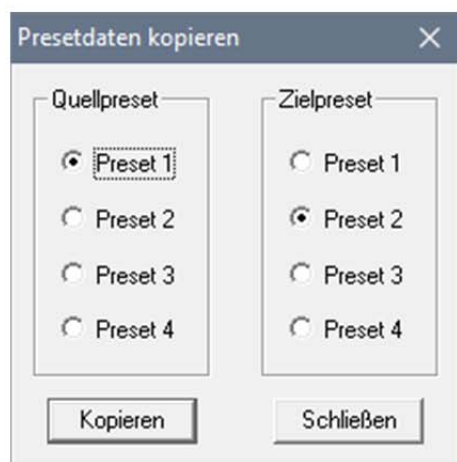 Presetdaten kopieren
Quellpreset
Preset 1
Preset 2
Preset 3
Preset 4
Zielpreset
Preset 1
Preset 2
Preset 3
Preset 4
Kopieren
Schließen